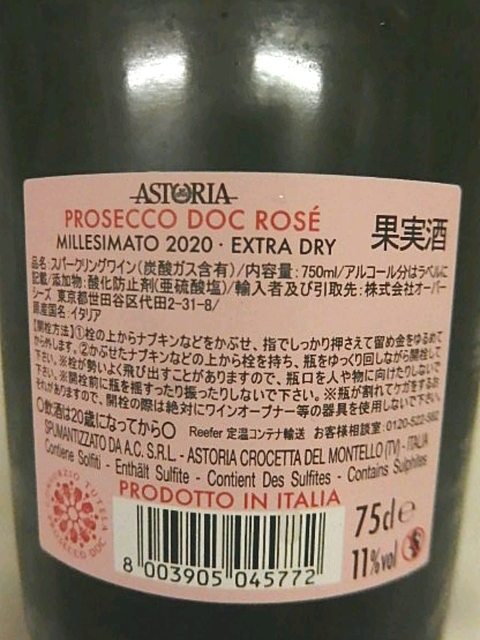 ASTORIA
PROSECCO DOC ROSÉ
MILLESIMATO 2020 · EXTRA DRY
果実酒
品名:スパークリングワイン(炭酸ガス含有)/内容量:750ml/アルコール分はラベルに
記載/添加物:酸化防止剤(亜硫酸塩)/輸入者及び引取先:株式会社オーバー
シーズ 東京都世田谷区代田2-31-8/
原産国名:イタリア
【開栓方法】①栓の上からナプキンなどをかぶせ、指でしっかり押さえて留め金をゆるめて
から外します。②かぶせたナプキンなどの上から栓を持ち、瓶をゆっくり回しながら開栓して
下さい。※栓が勢いよく飛び出すことがありますので、瓶口を人や物に向けたりしないで
下さい。※開栓前に瓶を揺すったり振ったりしないで下さい。※瓶が割れてケガをするお
それがありますので、開栓の際は絶対にワインオープナー等の器具を使用しないで下さい。
〇飲酒は20歳になってから〇 Reefer 定温コンテナ輸送 お客様相談室:0120-522-582
SPUMANTIZZATO DA A.C. S.R.L. - ASTORIA CROCETTA DEL MONTELLO (TV) - ITALIA
Contiene Solfiti - Enthält Sulfite - Contient Des Sulfites - Contains Sulphites
PRODOTTO IN ITALIA
CONSORZIO TUTELA
PROSECCO DOC
8 003905 045772
75cl e
11%vol